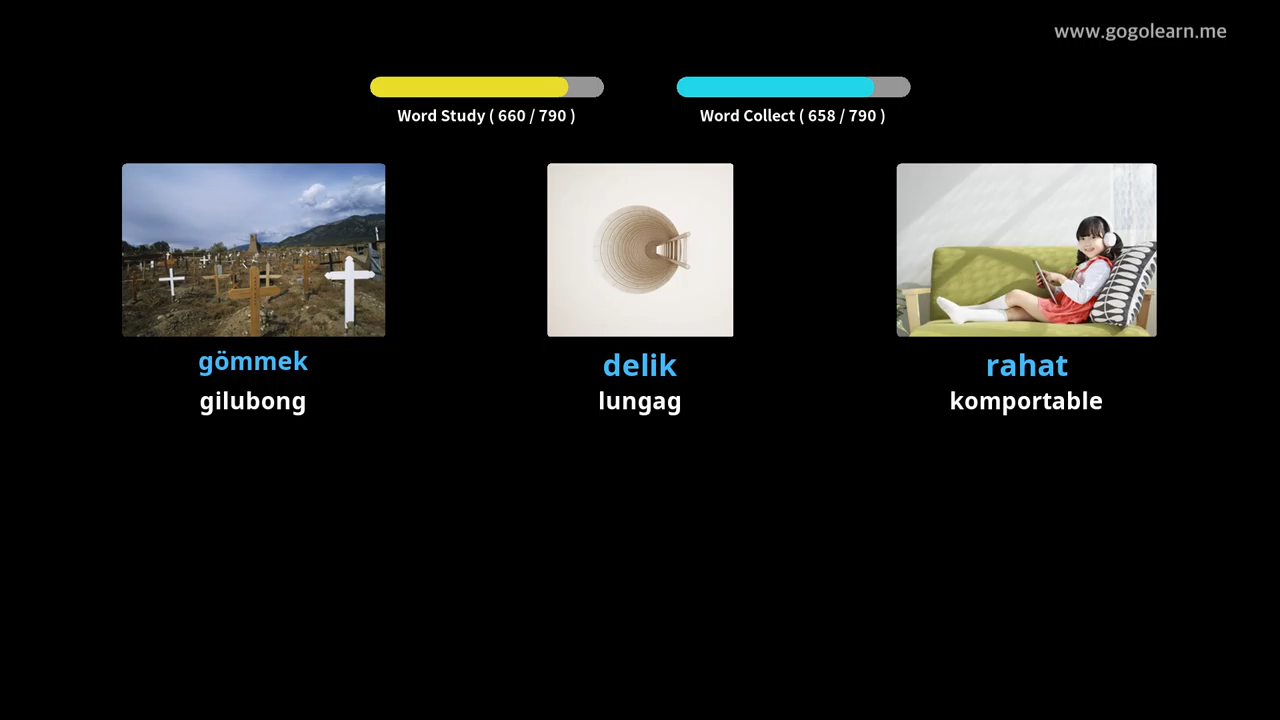 www.gogolearn.me
Word Study ( 660 / 790 )
Word Collect ( 658 / 790 )
gömmek
gilubong
delik
lungag
rahat
komportable